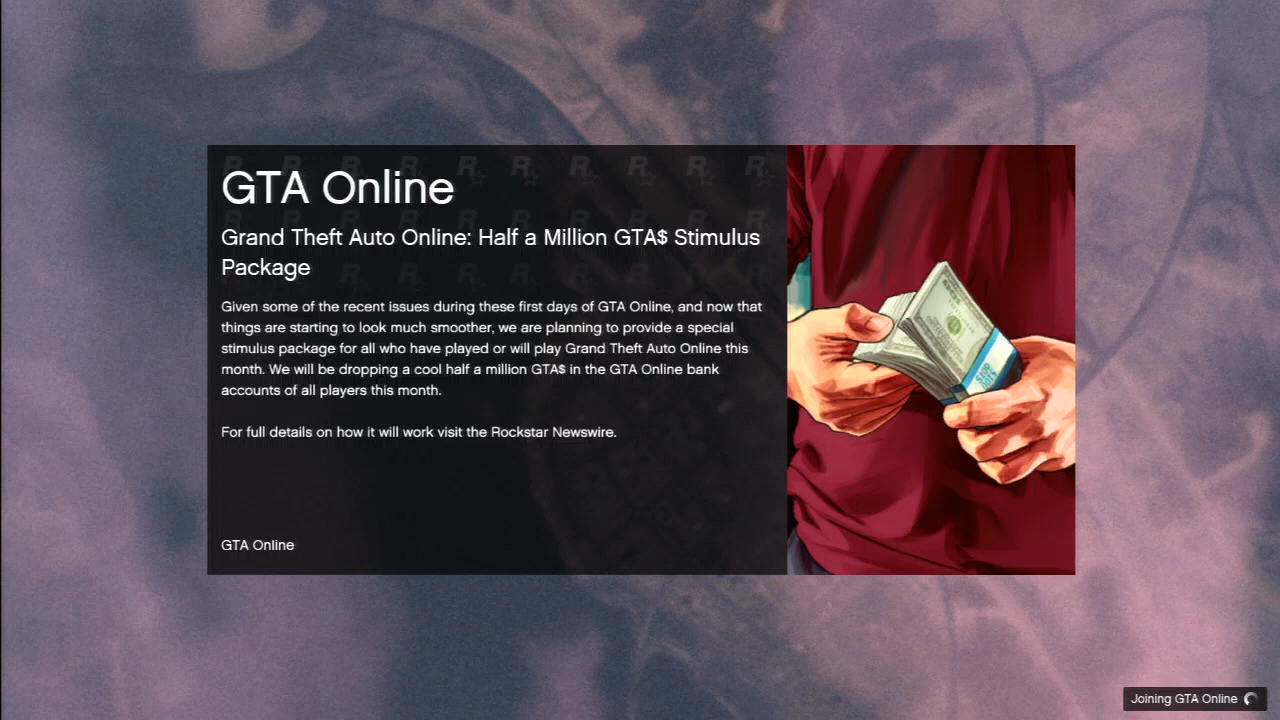 GTA Online
Grand Theft Auto Online: Half a Million GTA$ Stimulus
Package
Given some of the recent issues during these first days of GTA Online, and now that
things are starting to look much smoother, we are planning to provide a special
stimulus package for all who have played or will play Grand Theft Auto Online this
month. We will be dropping a cool half a million GTA$ in the GTA Online bank
accounts of all players this month.
For full details on how it will work visit the Rockstar Newswire.
GTA Online
Joining GTA Online